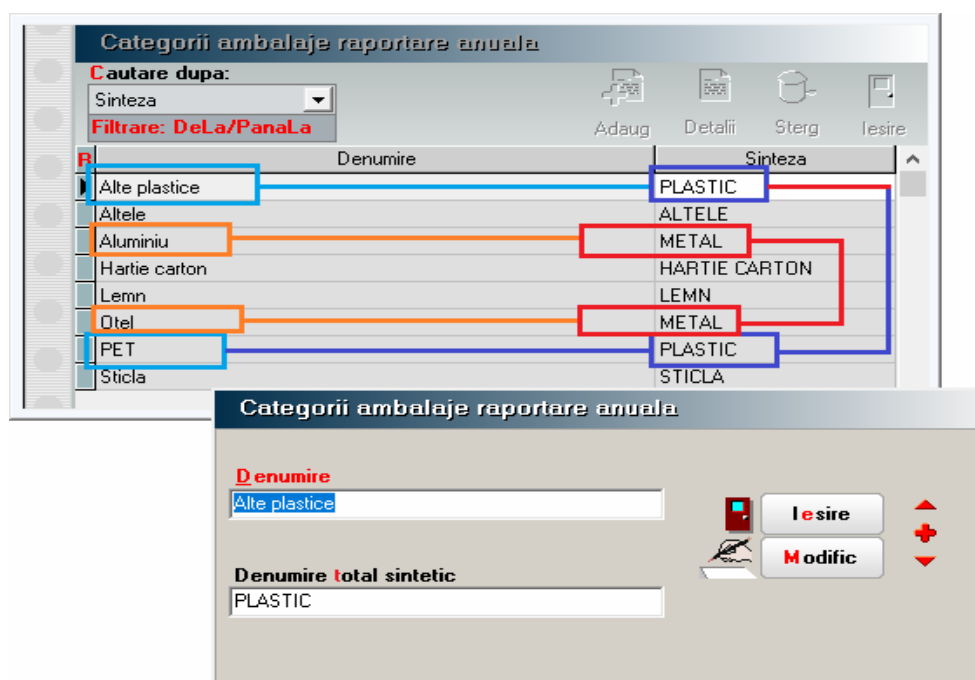 Categorii ambalaje raportare anuala
Cautare dupa:
Sinteza
Filtrare: DeLa/PanaLa
Adaug Detalii Sterg Iesire
R Denumire Sinteza
Alte plastice PLASTIC
Altele ALTELE
Aluminiu METAL
Hartie carton HARTIE CARTON
Lemn LEMN
Otel METAL
PET PLASTIC
Sticla STICLA
Categorii ambalaje raportare anuala
Denumire
Alte plastice
Iesire
Modific
Denumire total sintetic
PLASTIC